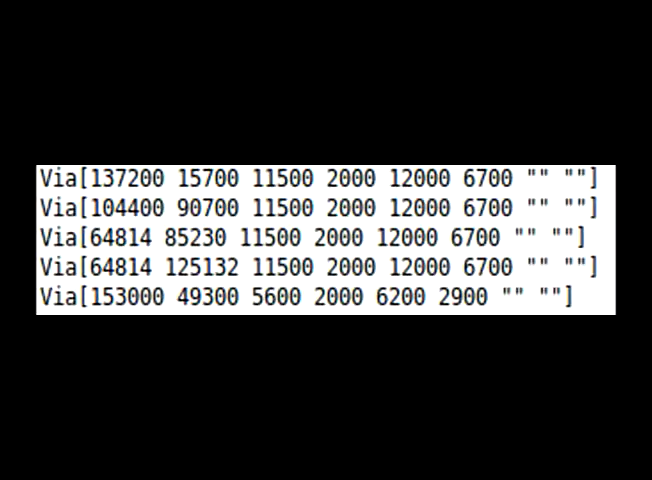 Via[137200 15700 11500 2000 12000 6700 "" ""]
Via[104400 90700 11500 2000 12000 6700 "" ""]
Via[64814 85230 11500 2000 12000 6700 "" ""]
Via[64814 125132 11500 2000 12000 6700 "" ""]
Via[153000 49300 5600 2000 6200 2900 "" ""]